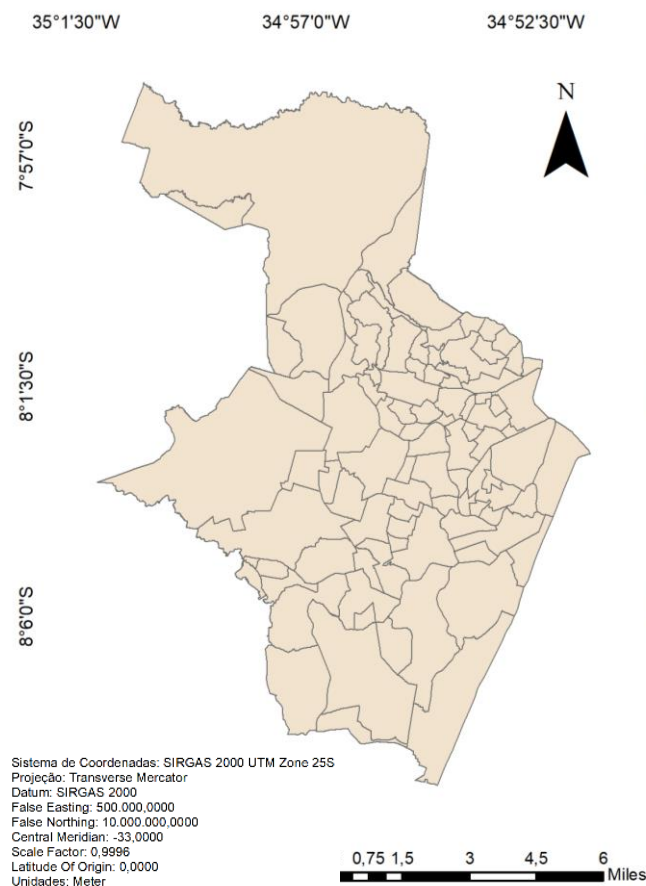 35°1'30"W 34°57'0"W 34°52'30"W
N
7°57'0"S
8°1'30"S
8°6'0"S
Sistema de Coordenadas: SIRGAS 2000 UTM Zone 25S
Projeção: Transverse Mercator
Datum: SIRGAS 2000
False Easting: 500.000,0000
False Northing: 10.000.000,0000
Central Meridian: -33,0000
Scale Factor: 0,9996
Latitude Of Origin: 0,0000
Unidades: Meter
0,75 1,5 3 4,5 6
Miles